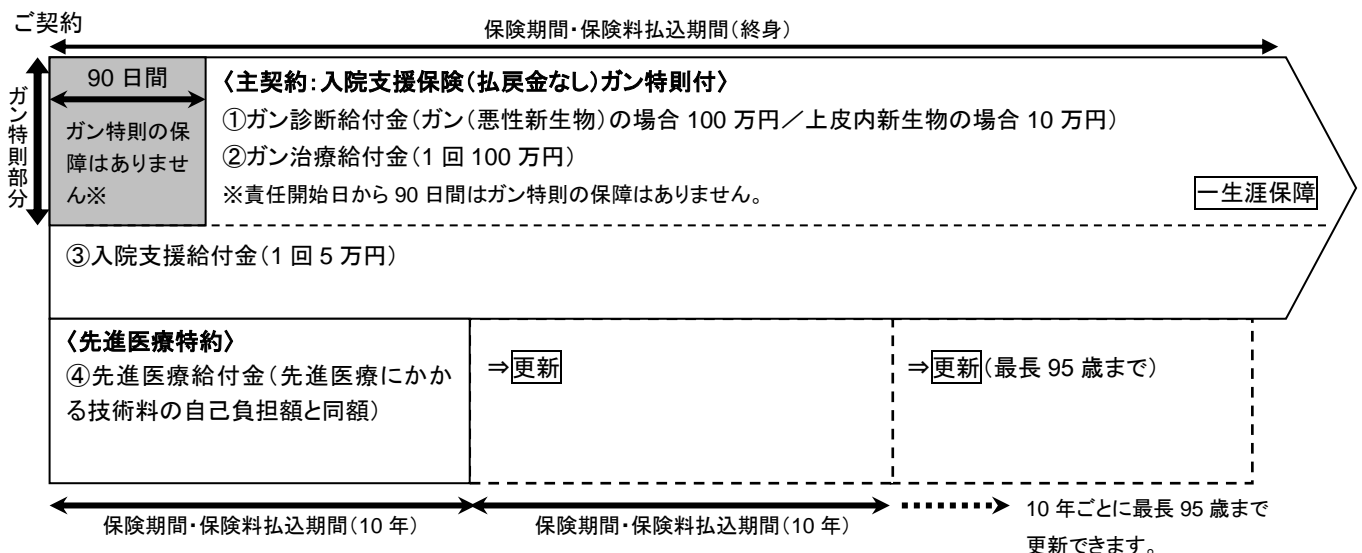 ご契約
保険期間・保険料払込期間（終身）
ガン特則部分
90 日間
ガン特則の保
障はありませ
ん※
〈主契約：入院支援保険（払戻金なし）ガン特則付〉
①ガン診断給付金（ガン（悪性新生物）の場合 100 万円／上皮内新生物の場合 10 万円）
②ガン治療給付金（1 回 100 万円）
※責任開始日から 90 日間はガン特則の保障はありません。
一生涯保障
③入院支援給付金（1 回 5 万円）
〈先進医療特約〉
④先進医療給付金（先進医療にかか
る技術料の自己負担額と同額）
⇒更新
⇒更新（最長 95 歳まで）
保険期間・保険料払込期間（10 年）
保険期間・保険料払込期間（10 年）
10 年ごとに最長 95 歳まで
更新できます。